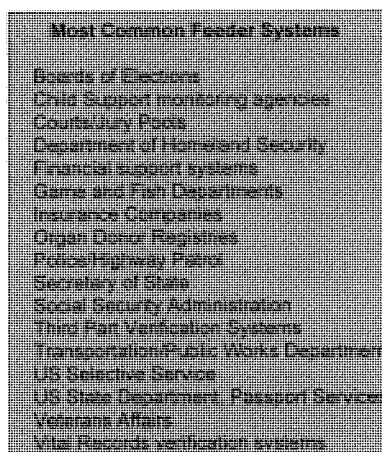 Most Common Feeder Systems
Boards of Elections
Child Support monitoring agencies
Courts/Jury Pools
Department of Homeland Security
Financial support systems
Game and Fish Departments
Insurance Companies
Organ Donor Registries
Police/Highway Patrol
Secretary of State
Social Security Administration
Third Part Verification Systems
Transportation/Public Works Departmen
US Selective Service
US State Department, Passport Services
Veterans Affairs
Vital Records verification systems